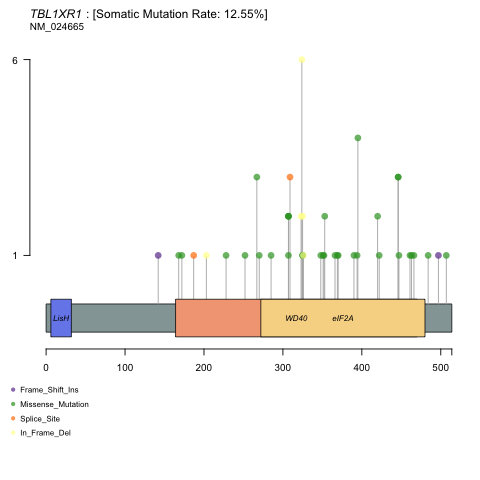 TBL1XR1 : [Somatic Mutation Rate: 12.55%]
NM_024665
6
1
LisH
WD40
eIF2A
0 100 200 300 400 500
Frame_Shift_Ins
Missense_Mutation
Splice_Site
In_Frame_Del